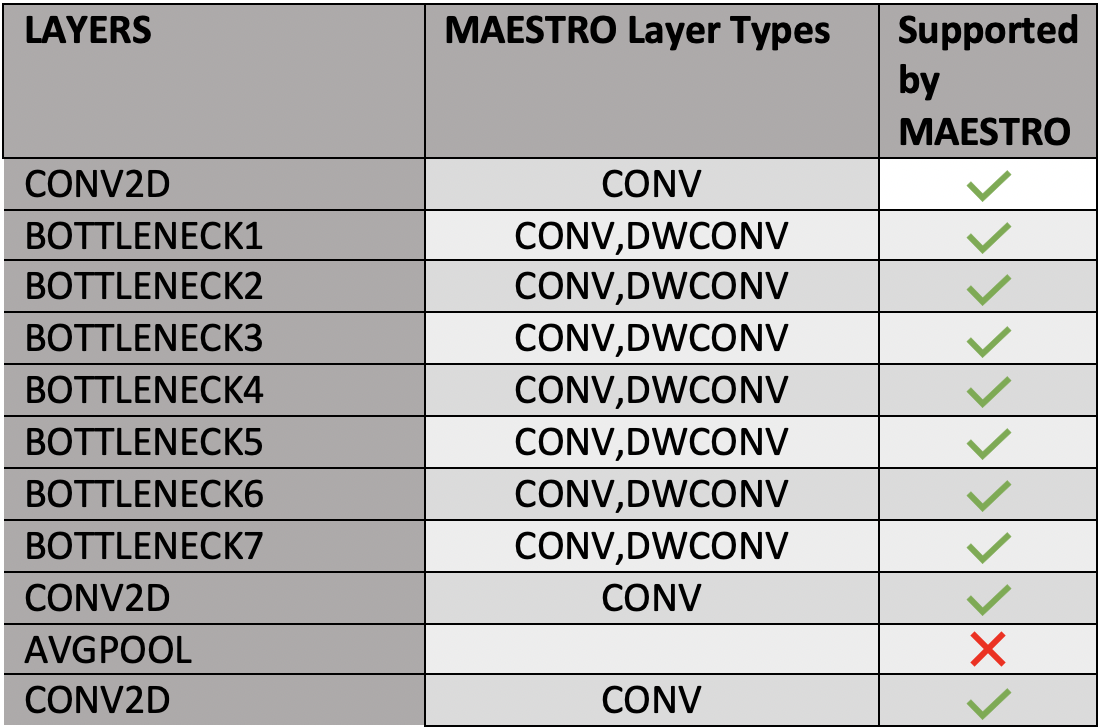 LAYERS MAESTRO Layer Types Supported
by
MAESTRO
CONV2D CONV ✓
BOTTLENECK1 CONV,DWCONV ✓
BOTTLENECK2 CONV,DWCONV ✓
BOTTLENECK3 CONV,DWCONV ✓
BOTTLENECK4 CONV,DWCONV ✓
BOTTLENECK5 CONV,DWCONV ✓
BOTTLENECK6 CONV,DWCONV ✓
BOTTLENECK7 CONV,DWCONV ✓
CONV2D CONV ✓
AVGPOOL ✕
CONV2D CONV ✓